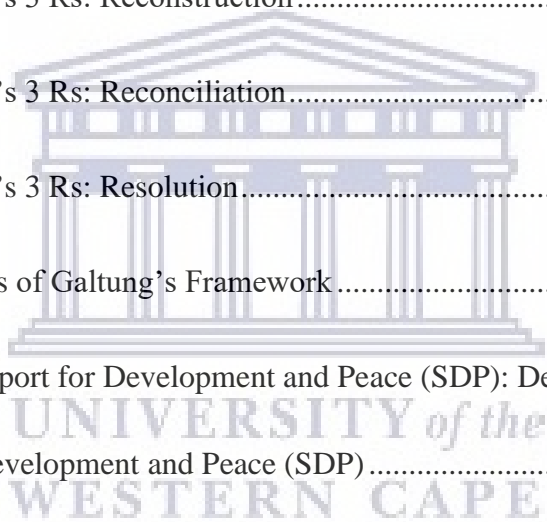 's 3 Rs: Reconstruction........................
's 3 Rs: Reconciliation........................
's 3 Rs: Resolution..............................
s of Galtung's Framework....................
port for Development and Peace (SDP): De
UNIVERSITY of the
evelopment and Peace (SDP)................
WESTERN CAPE